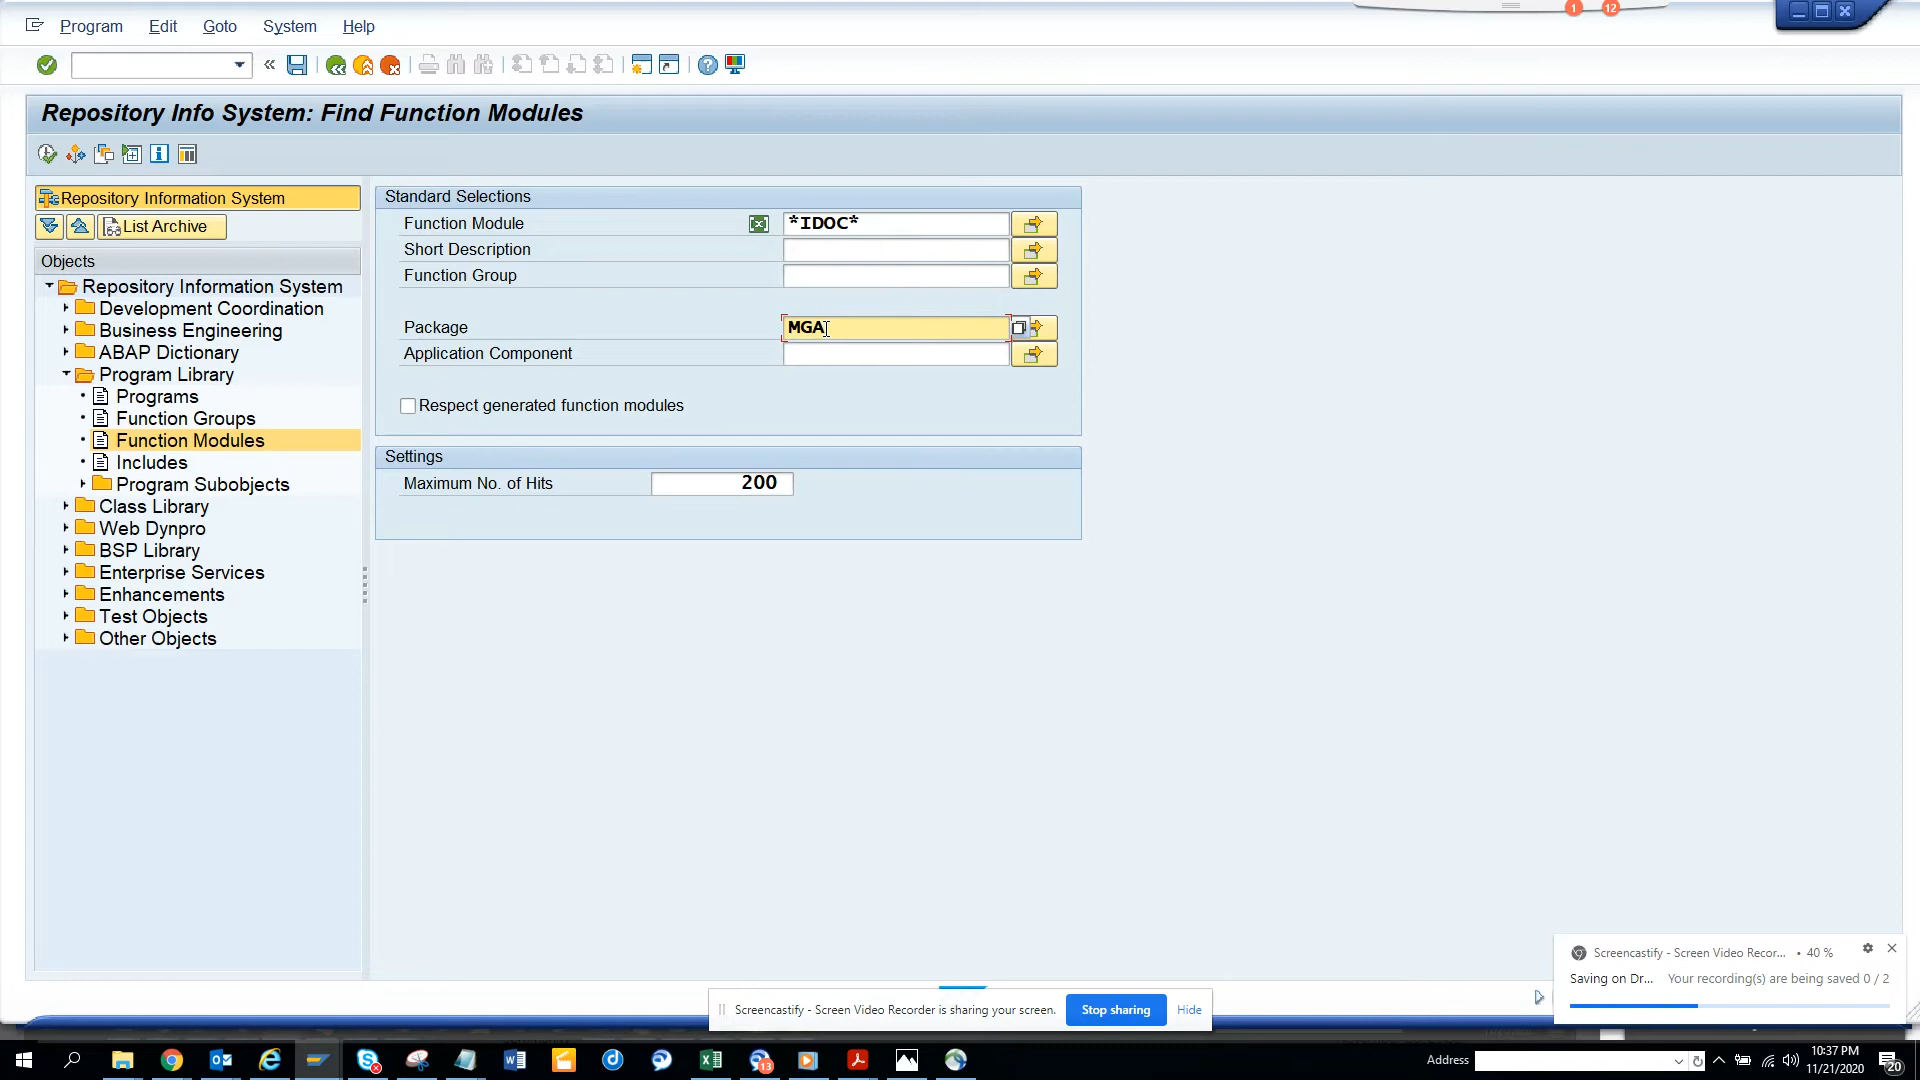 1 12
Program Edit Goto System Help
Repository Info System: Find Function Modules
Repository Information System
List Archive
Objects
Repository Information System
Development Coordination
Business Engineering
ABAP Dictionary
Program Library
Programs
Function Groups
Function Modules
Includes
Program Subobjects
Class Library
Web Dynpro
BSP Library
Enterprise Services
Enhancements
Test Objects
Other Objects
Standard Selections
Function Module *IDOC*
Short Description
Function Group
Package MGA
Application Component
Respect generated function modules
Settings
Maximum No. of Hits 200
Screencastify - Screen Video Recor... • 40 %
Saving on Dr... Your recording(s) are being saved 0 / 2
Screencastify - Screen Video Recorder is sharing your screen. Stop sharing Hide
13
Address
10:37 PM
11/21/2020
20